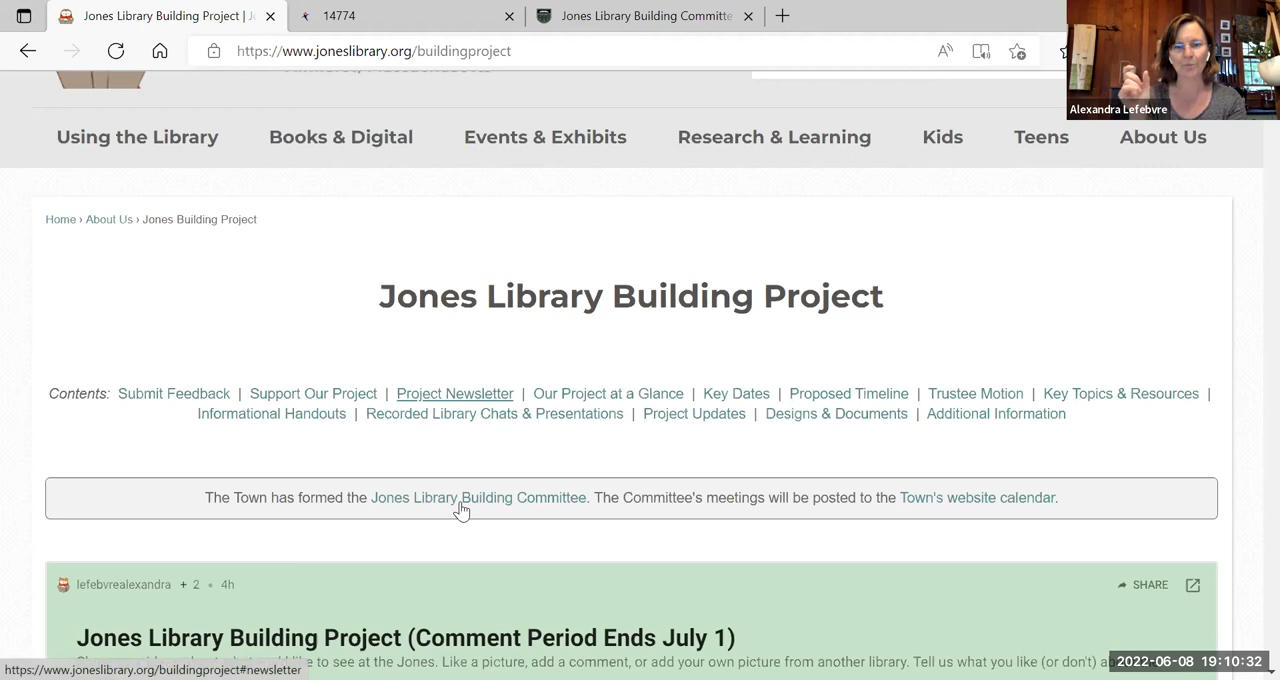 Jones Library Building Project | J
14774
Jones Library Building Committe
https://www.joneslibrary.org/buildingproject
Alexandra Lefebvre
Using the Library
Books & Digital
Events & Exhibits
Research & Learning
Kids
Teens
About Us
Home › About Us › Jones Building Project
Jones Library Building Project
Contents: Submit Feedback | Support Our Project | Project Newsletter | Our Project at a Glance | Key Dates | Proposed Timeline | Trustee Motion | Key Topics & Resources |
Informational Handouts | Recorded Library Chats & Presentations | Project Updates | Designs & Documents | Additional Information
The Town has formed the Jones Library Building Committee. The Committee's meetings will be posted to the Town's website calendar.
lefebvrealexandra + 2 • 4h
SHARE
Jones Library Building Project (Comment Period Ends July 1)
to see at the Jones. Like a picture, add a comment, or add your own picture from another library. Tell us what you like (or don't)
https://www.joneslibrary.org/buildingproject#newsletter
2022-06-08 19:10:32